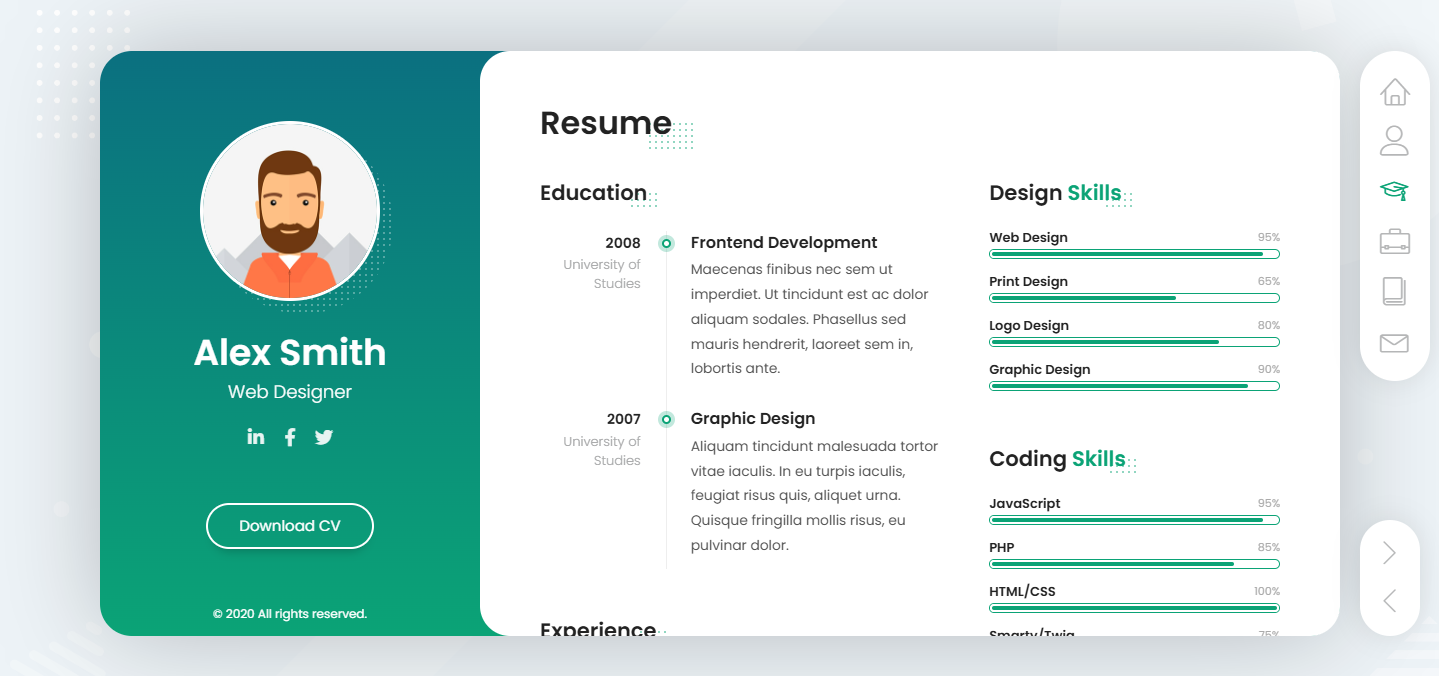 Alex Smith
Web Designer
Download CV
© 2020 All rights reserved.
Resume
Education
2008
University of
Studies
Frontend Development
Maecenas finibus nec sem ut
imperdiet. Ut tincidunt est ac dolor
aliquam sodales. Phasellus sed
mauris hendrerit, laoreet sem in,
lobortis ante.
2007
University of
Studies
Graphic Design
Aliquam tincidunt malesuada tortor
vitae iaculis. In eu turpis iaculis,
feugiat risus quis, aliquet urna.
Quisque fringilla mollis risus, eu
pulvinar dolor.
Experience
Design Skills
Web Design 95%
Print Design 65%
Logo Design 80%
Graphic Design 90%
Coding Skills
JavaScript 95%
PHP 85%
HTML/CSS 100%
Smarty/Twig 75%